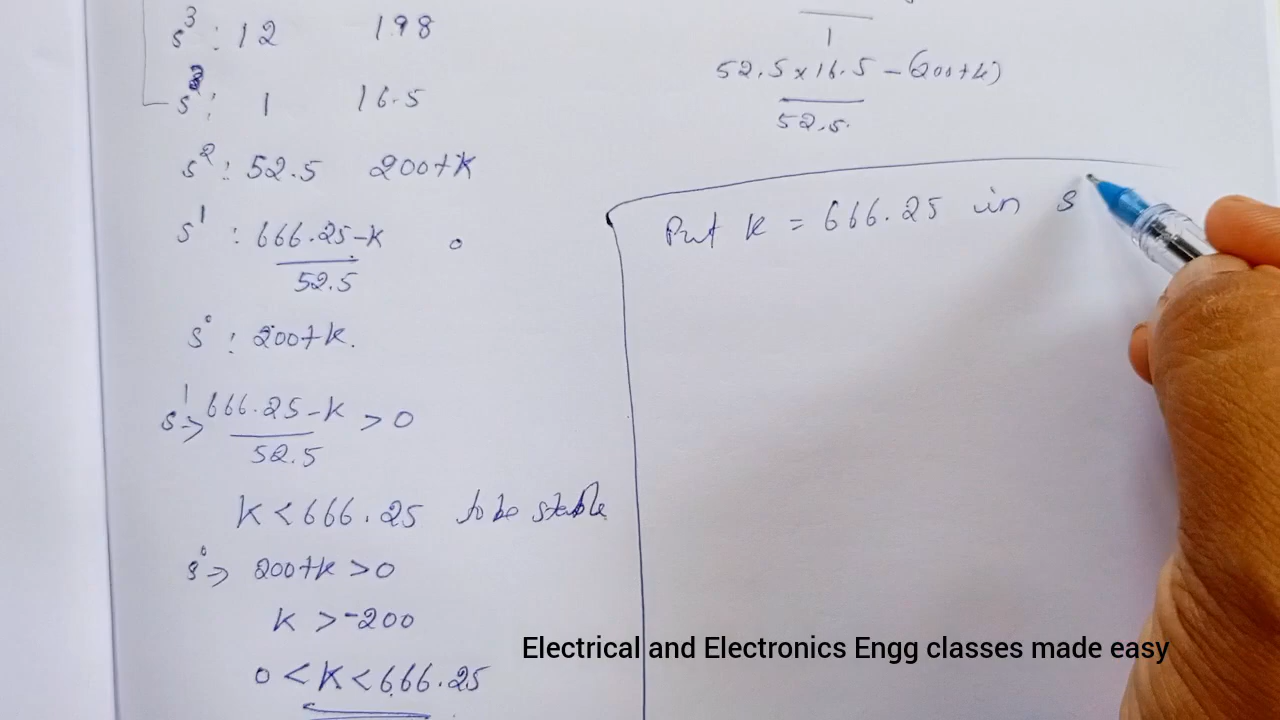 s³ : 12 198
s³ : 1 16.5
s² : 52.5 200+K
s¹ : 666.25-K 0
52.5
s⁰ : 200+K.
s¹ ⇒ 666.25-K > 0
52.5
K < 666.25 to be stable
s⁰ ⇒ 200+K > 0
K > -200
0 < K < 666.25
1
52.5 x 16.5 - (200+K)
52.5.
Put K = 666.25 in s
Electrical and Electronics Engg classes made easy